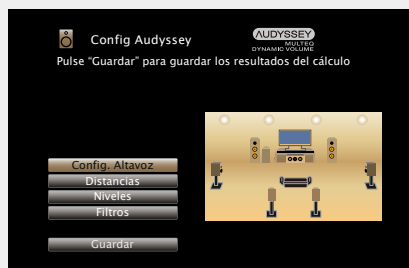 Config Audyssey
AUDYSSEY
MULTEQ
DYNAMIC VOLUME
Pulse “Guardar” para guardar los resultados del cálculo
Config. Altavoz
Distancias
Niveles
Filtros
Guardar